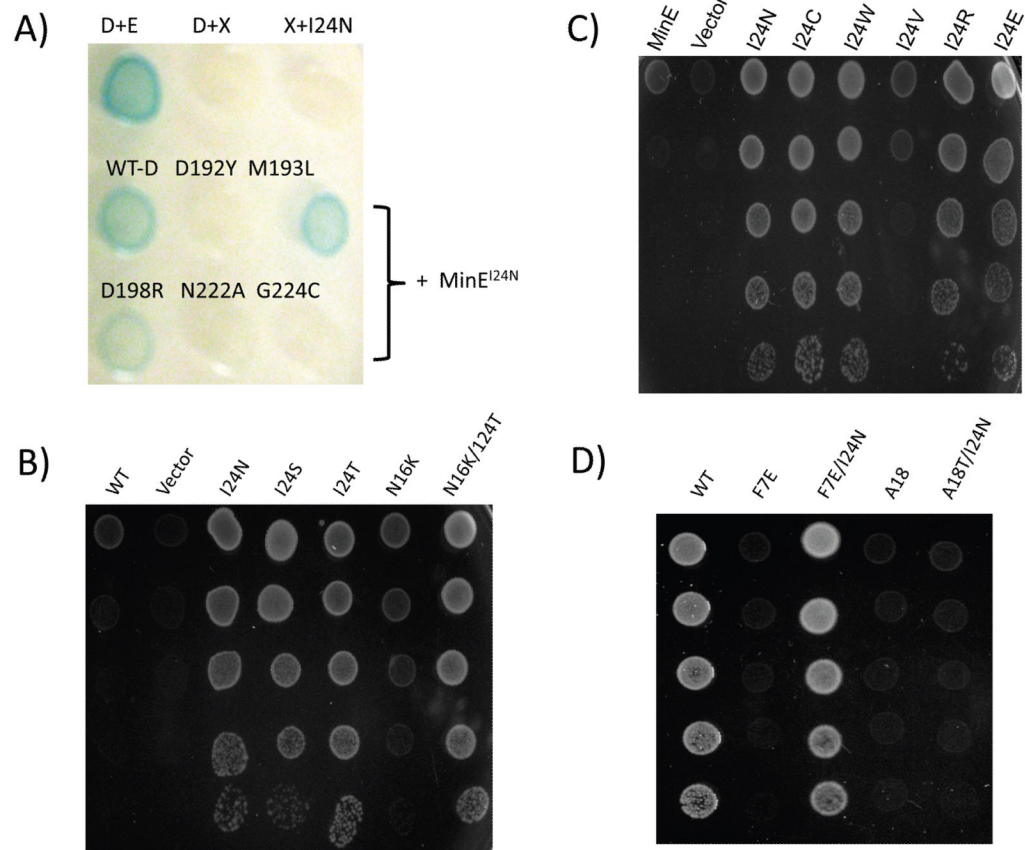 A)
D+E D+X X+I24N
WT-D D192Y M193L
D198R N222A G224C
+ MinE^I24N
B)
WT Vector I24N I24S I24T N16K N16K/124T
C)
MinE Vector I24N I24C I24W I24V I24R I24E
D)
WT F7E F7E/I24N A18 A18T/I24N